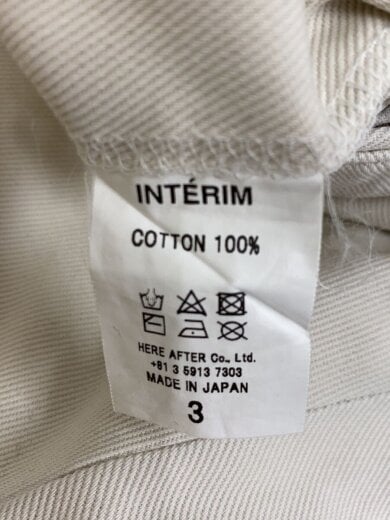 INTÉRIM
COTTON 100%
HERE AFTER Co., Ltd.
+81 3 5913 7303
MADE IN JAPAN
3